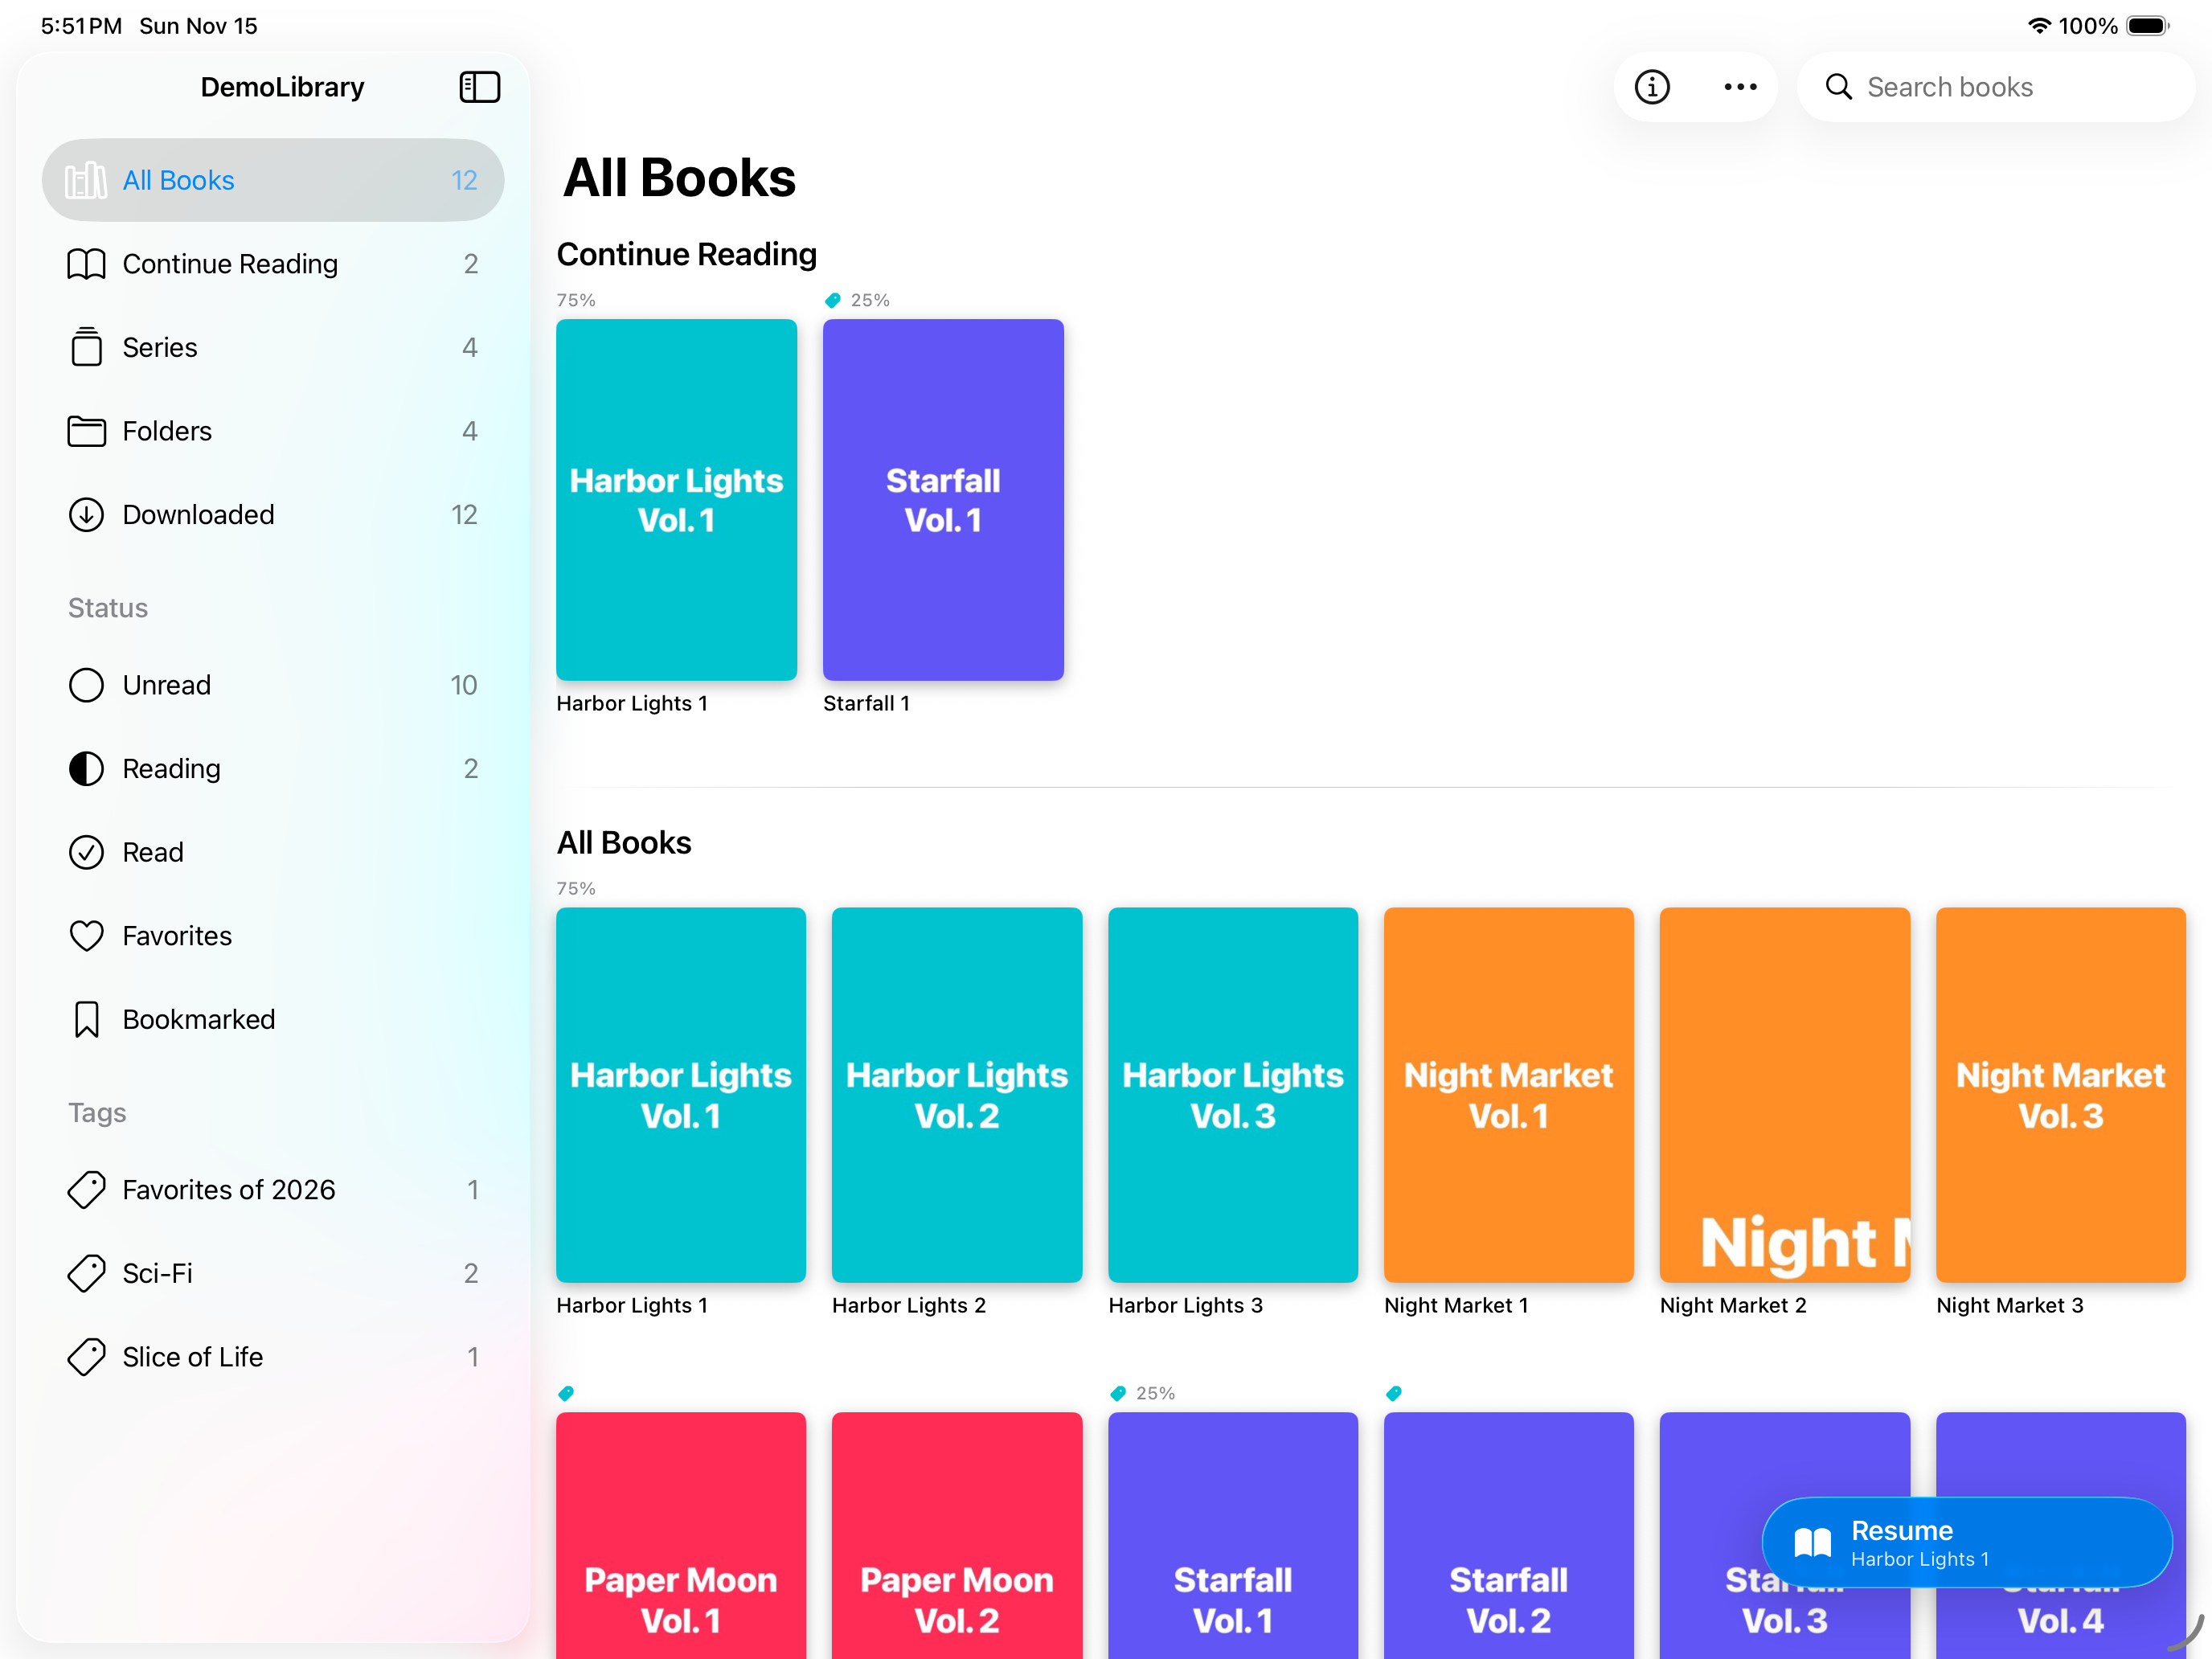 5:51 PM Sun Nov 15
100%
DemoLibrary
All Books 12
Continue Reading 2
Series 4
Folders 4
Downloaded 12
Status
Unread 10
Reading 2
Read
Favorites
Bookmarked
Tags
Favorites of 2026 1
Sci-Fi 2
Slice of Life 1
Search books
All Books
Continue Reading
75%
25%
Harbor Lights
Vol. 1
Starfall
Vol. 1
Harbor Lights 1
Starfall 1
All Books
75%
Harbor Lights
Vol. 1
Harbor Lights
Vol. 2
Harbor Lights
Vol. 3
Night Market
Vol. 1
Night
Night Market
Vol. 3
Harbor Lights 1
Harbor Lights 2
Harbor Lights 3
Night Market 1
Night Market 2
Night Market 3
25%
Paper Moon
Vol. 1
Paper Moon
Vol. 2
Starfall
Vol. 1
Starfall
Vol. 2
Vol. 3
Vol. 4
Resume
Harbor Lights 1